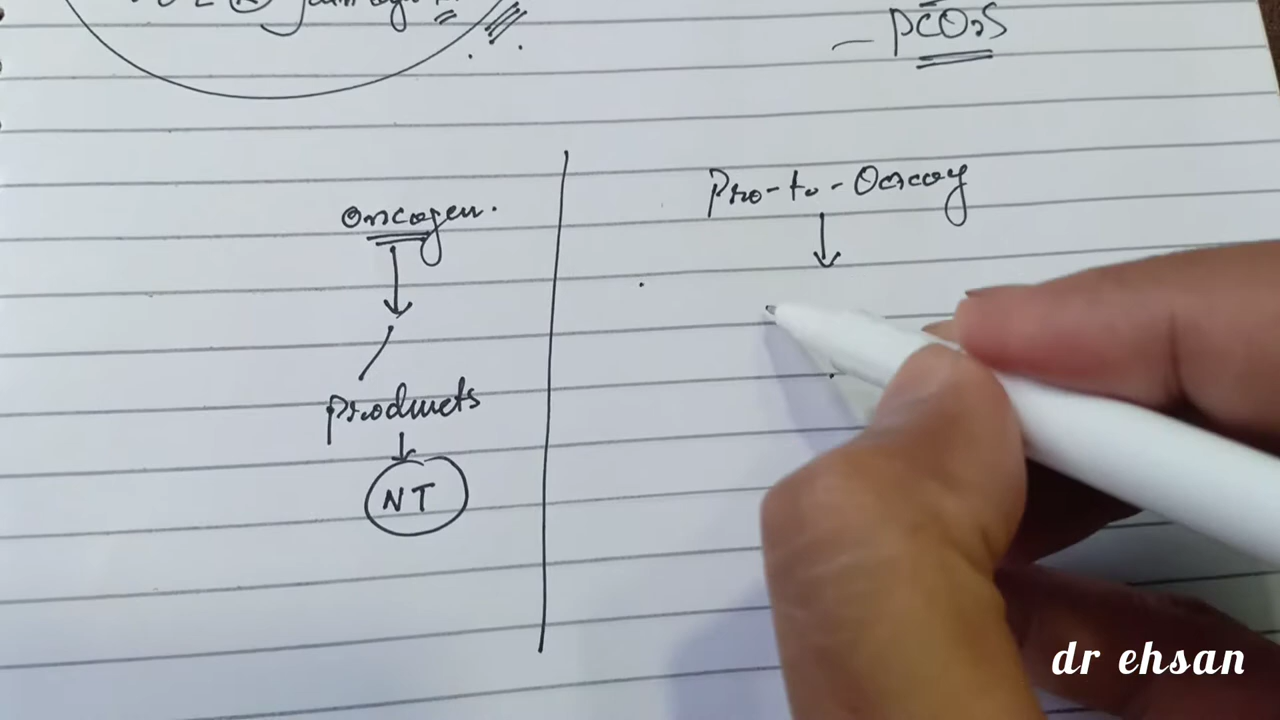 – PCOS
Oncogen.
Pro-to-Oncog
Products
NT
dr ehsan